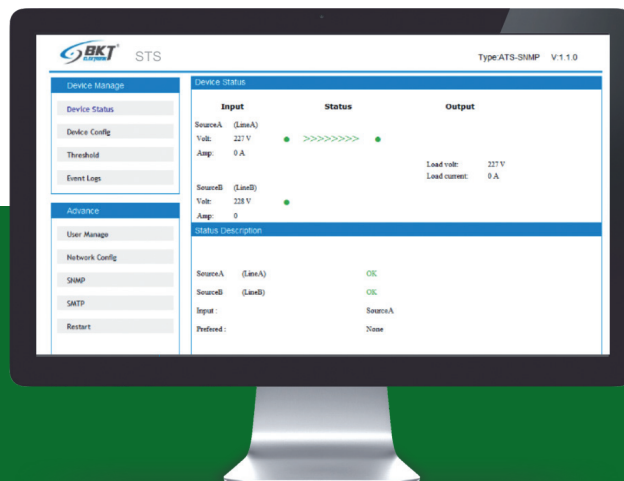 BKT
ELEKTRONIK
STS
Type:ATS-SNMP V:1.1.0
Device Manage
Device Status
Device Config
Threshold
Event Logs
Advance
User Manage
Network Config
SNMP
SMTP
Restart
Device Status
Input Status Output
SourceA (LineA)
Volt: 227 V >>>>>>>>
Amp: 0 A
Load volt: 227 V
Load current: 0 A
SourceB (LineB)
Volt: 228 V
Amp: 0
Status Description
SourceA (LineA) OK
SourceB (LineB) OK
Input : SourceA
Prefered : None